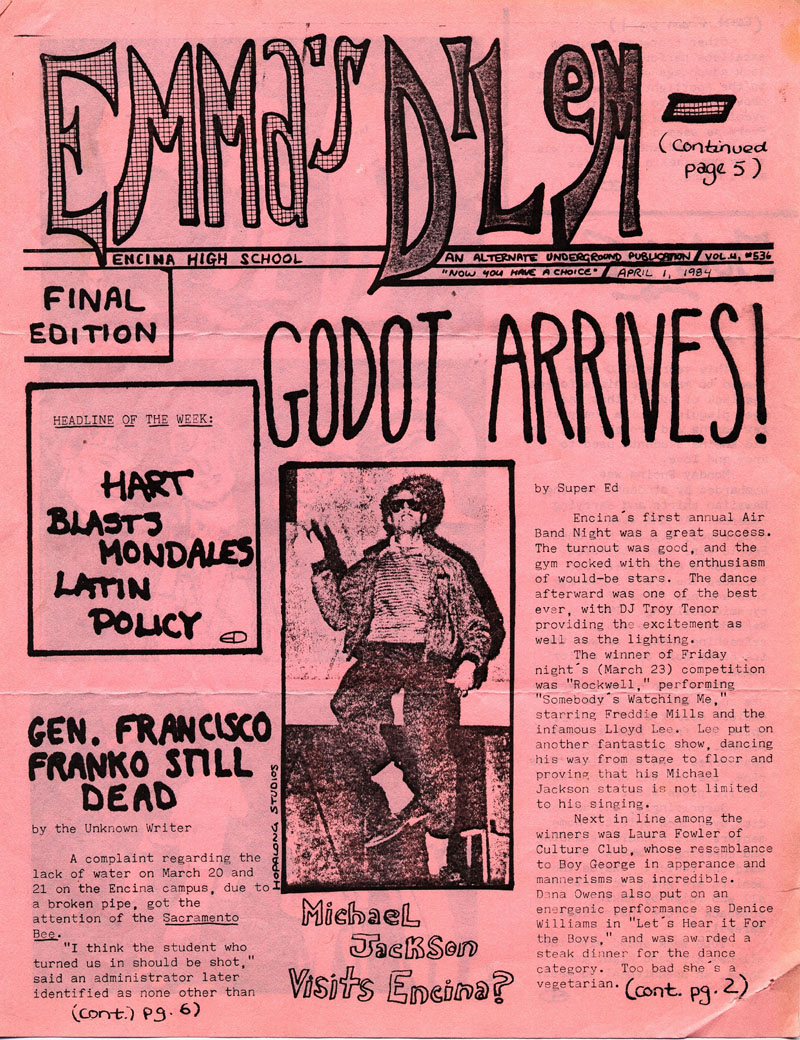 EMMA'S DILEM-
(continued
page 5)
ENCINA HIGH SCHOOL
AN ALTERNATE UNDERGROUND PUBLICATION / VOL. 4, #536
"NOW YOU HAVE A CHOICE" / APRIL 1, 1984
FINAL
EDITION
GODOT ARRIVES!
HEADLINE OF THE WEEK:
HART
BLASTS
MONDALES
LATIN
POLICY
ED
GEN. FRANCISCO
FRANKO STILL
DEAD
by the Unknown Writer
A complaint regarding the
lack of water on March 20 and
21 on the Encina campus, due to
a broken pipe, got the
attention of the Sacramento
Bee.
"I think the student who
turned us in should be shot,"
said an administrator later
identified as none other than
(cont.) pg. 6)
HOPALONG STUDIOS
Michael
Jackson
Visits Encina?
by Super Ed
Encina's first annual Air
Band Night was a great success.
The turnout was good, and the
gym rocked with the enthusiasm
of would-be stars. The dance
afterward was one of the best
ever, with DJ Troy Tenor
providing the excitement as
well as the lighting.
The winner of Friday
night's (March 23) competition
was "Rockwell," performing
"Somebody's Watching Me,"
starring Freddie Mills and the
infamous Lloyd Lee. Lee put on
another fantastic show, dancing
his way from stage to floor and
proving that his Michael
Jackson status is not limited
to his singing.
Next in line among the
winners was Laura Fowler of
Culture Club, whose resemblance
to Boy George in apperance and
mannerisms was incredible.
Dana Owens also put on an
energenic performance as Denice
Williams in "Let's Hear it For
the Boys," and was awarded a
steak dinner for the dance
category. Too bad she's a
vegetarian. (cont. pg. 2)